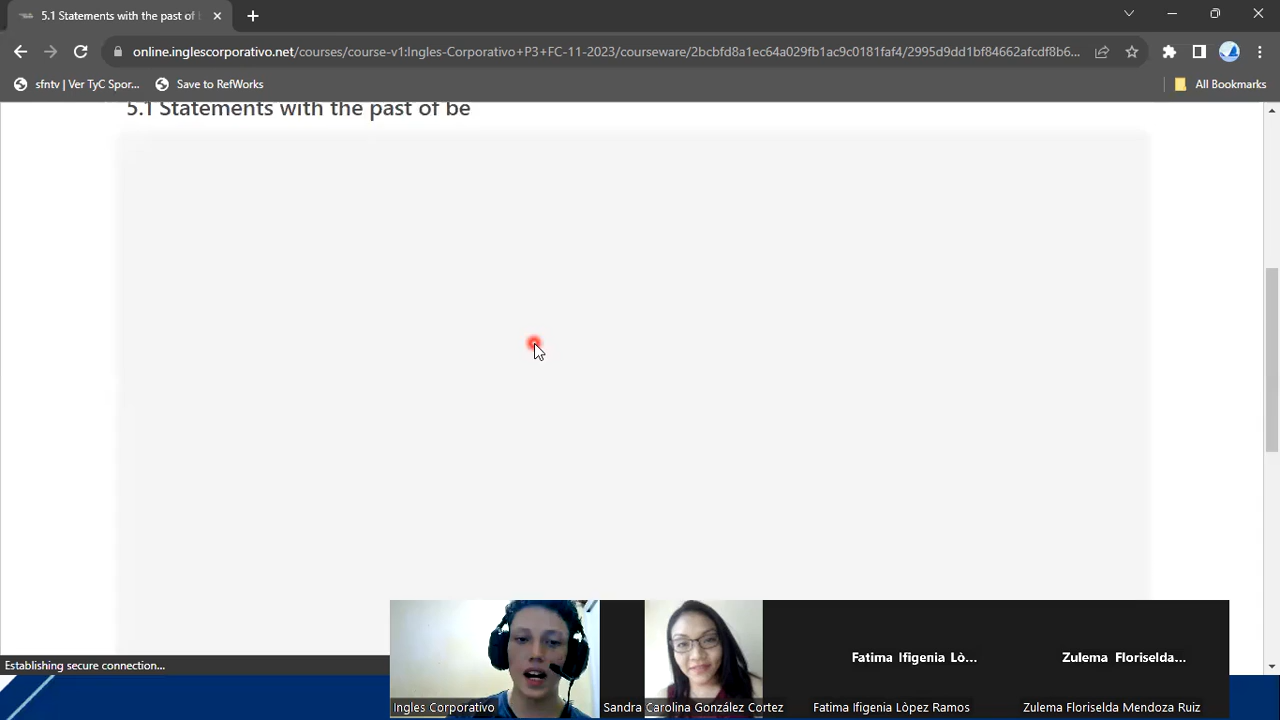 5.1 Statements with the past of b
online.inglescorporativo.net/courses/course-v1:Ingles-Corporativo+P3+FC-11-2023/courseware/2bcbfd8a1ec64a029fb1ac9c0181faf4/2995d9dd1bf84662afcdf8b6...
sfntv | Ver TyC Spor...
Save to RefWorks
All Bookmarks
5.1 Statements with the past of be
Establishing secure connection...
Fatima Ifigenia Lò...
Zulema Floriselda...
Ingles Corporativo
Sandra Carolina González Cortez
Fatima Ifigenia Lòpez Ramos
Zulema Floriselda Mendoza Ruiz